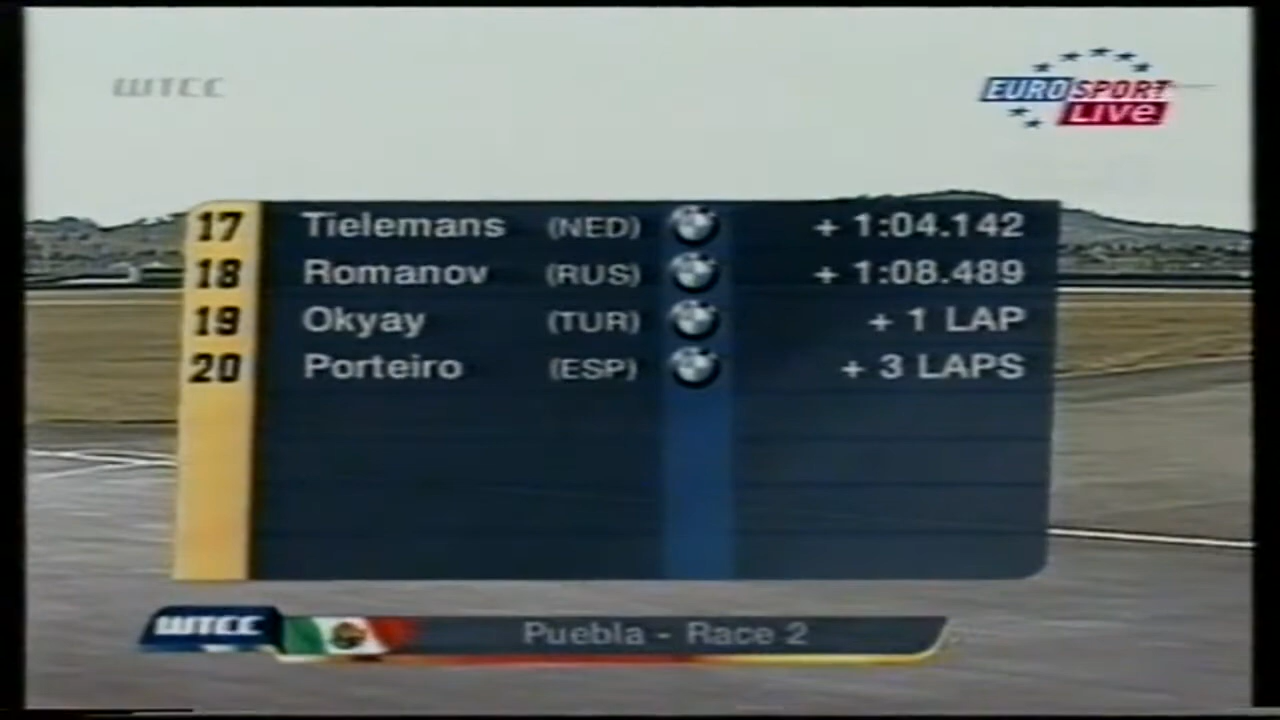 WTCC
EUROSPORT
LIVE
17 Tielemans (NED) + 1:04.142
18 Romanov (RUS) + 1:08.489
19 Okyay (TUR) + 1 LAP
20 Porteiro (ESP) + 3 LAPS
WTCC Puebla - Race 2